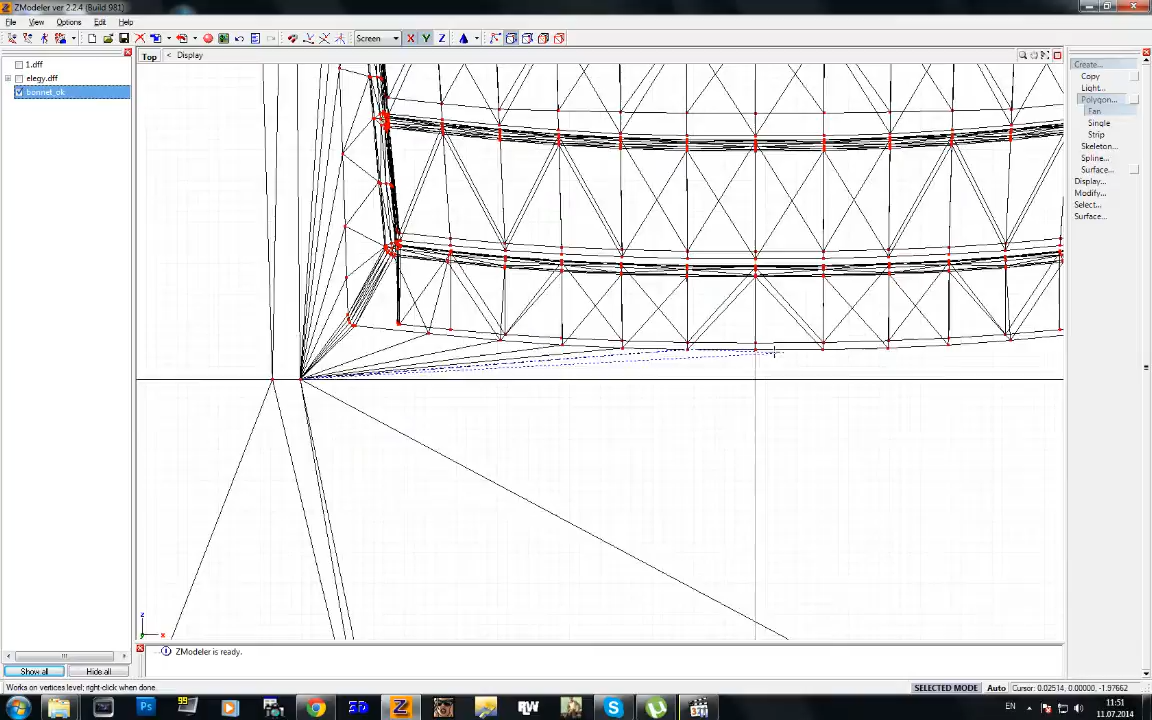 ZModeler ver 2.2.4 (Build 981)
File View Options Edit Help
Screen X Y Z
1.dff
elegy.dff
bonnet_ok
Top < Display
Create...
Copy
Light...
Polygon...
Fan
Single
Strip
Skeleton...
Spline...
Surface...
Display...
Modify...
Select...
Surface...
z
x
ZModeler is ready.
Show all Hide all
Works on vertices level; right-click when done.
SELECTED MODE Auto Cursor: 0.02514, 0.00000, -1.97662
EN 11:51
11.07.2014